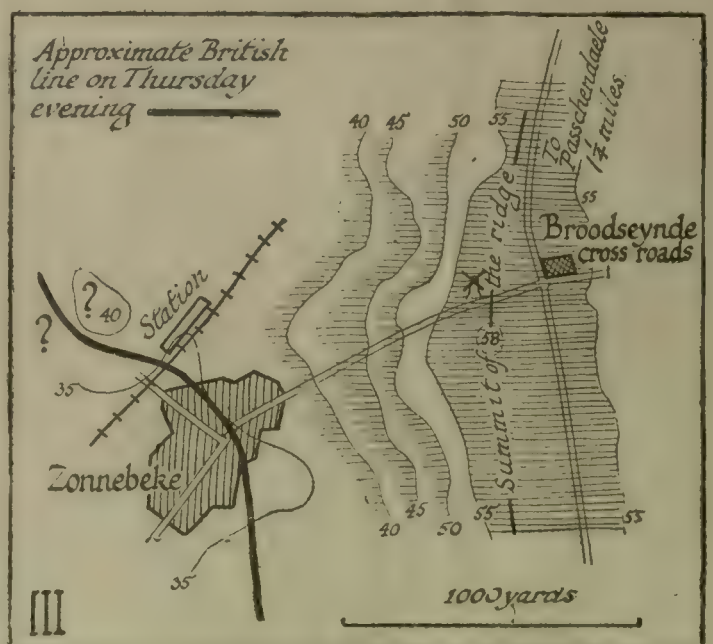 Approximate British
line on Thursday
evening
40
45
50
55
To
Passchendaele
1¼ miles.
55
Broodseynde
cross roads
Summit of the ridge
58
?
?
40
Station
35
Zonnebeke
35
40
45
50
55
55
1000 yards
III